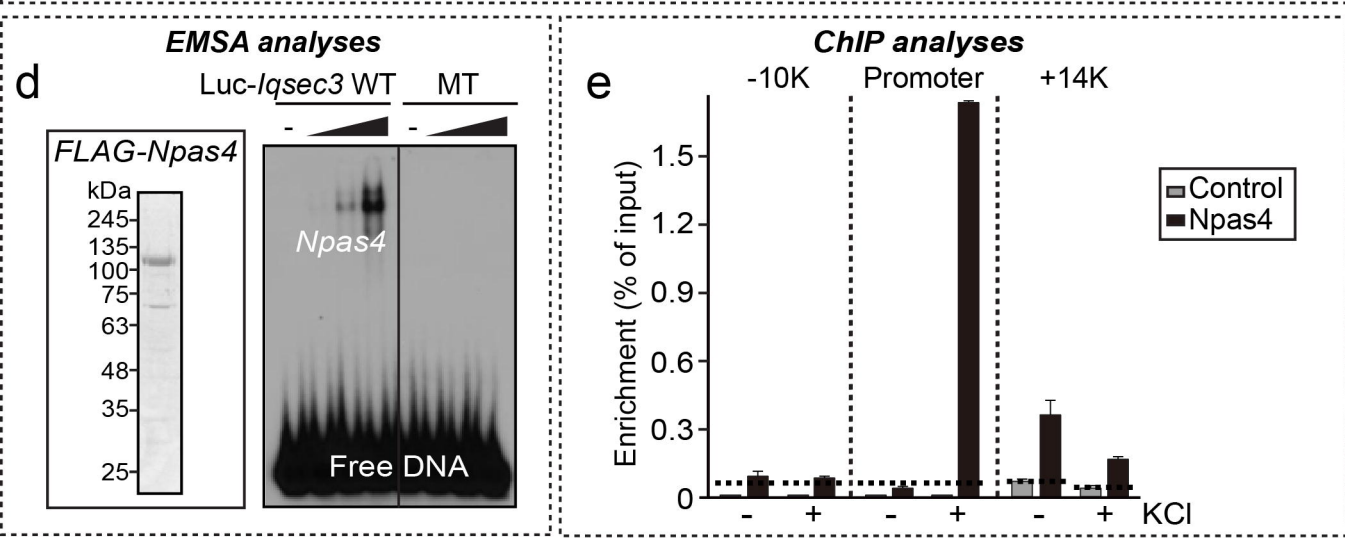 EMSA analyses
d
Luc-Iqsec3 WT MT
- -
FLAG-Npas4
kDa
245
135
100
75
63
48
35
25
Npas4
Free DNA
ChIP analyses
e
-10K Promoter +14K
Enrichment (% of input)
1.5
1.2
0.9
0.6
0.3
0
- + - + - + KCl
Control
Npas4